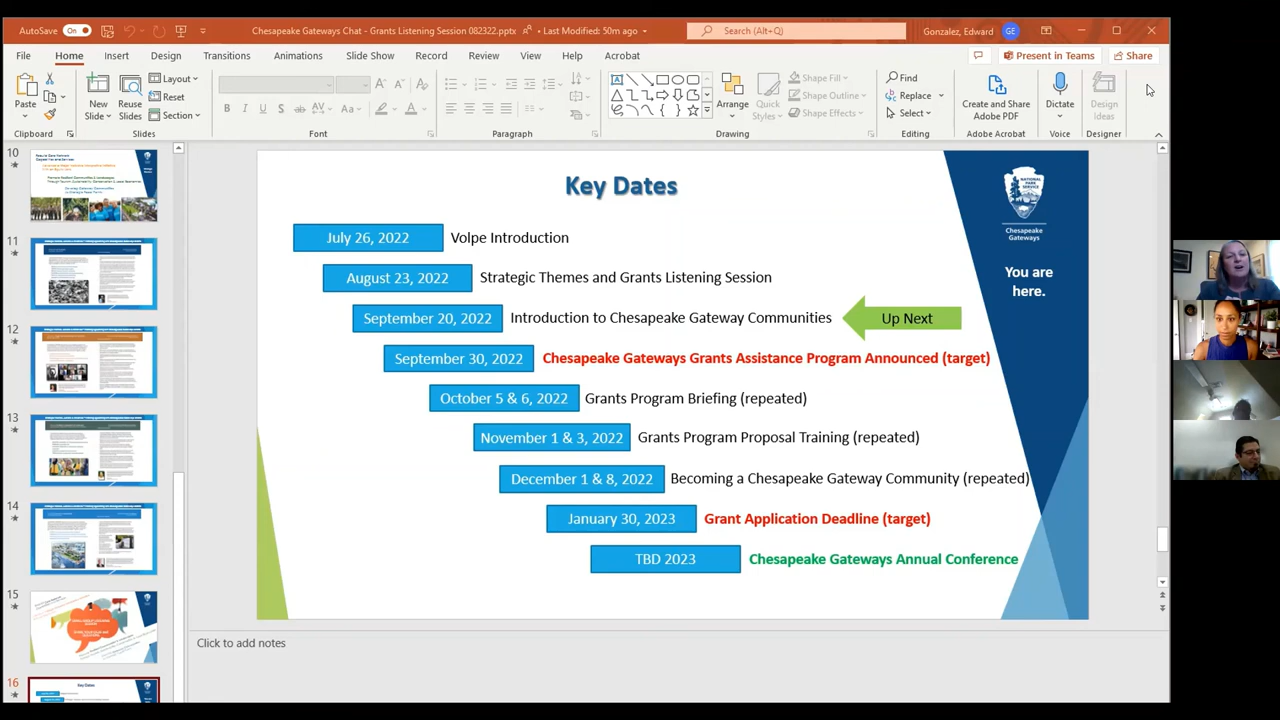 AutoSave On
Chesapeake Gateways Chat - Grants Listening Session 082322.pptx • Last Modified: 50m ago
Search (Alt+Q)
Gonzalez, Edward GE
File Home Insert Design Transitions Animations Slide Show Record Review View Help Acrobat
Present in Teams Share
Paste
New Slide
Reuse Slides
Layout
Reset
Section
Arrange
Quick Styles
Shape Fill
Shape Outline
Shape Effects
Find
Replace
Select
Create and Share Adobe PDF
Dictate
Design Ideas
Clipboard Slides Font Paragraph Drawing Editing Adobe Acrobat Voice Designer
10
11
12
13
14
15
16
Key Dates
Key Dates
NATIONAL PARK SERVICE
Chesapeake Gateways
You are here.
July 26, 2022 Volpe Introduction
August 23, 2022 Strategic Themes and Grants Listening Session
September 20, 2022 Introduction to Chesapeake Gateway Communities Up Next
September 30, 2022 Chesapeake Gateways Grants Assistance Program Announced (target)
October 5 & 6, 2022 Grants Program Briefing (repeated)
November 1 & 3, 2022 Grants Program Proposal Training (repeated)
December 1 & 8, 2022 Becoming a Chesapeake Gateway Community (repeated)
January 30, 2023 Grant Application Deadline (target)
TBD 2023 Chesapeake Gateways Annual Conference
Click to add notes